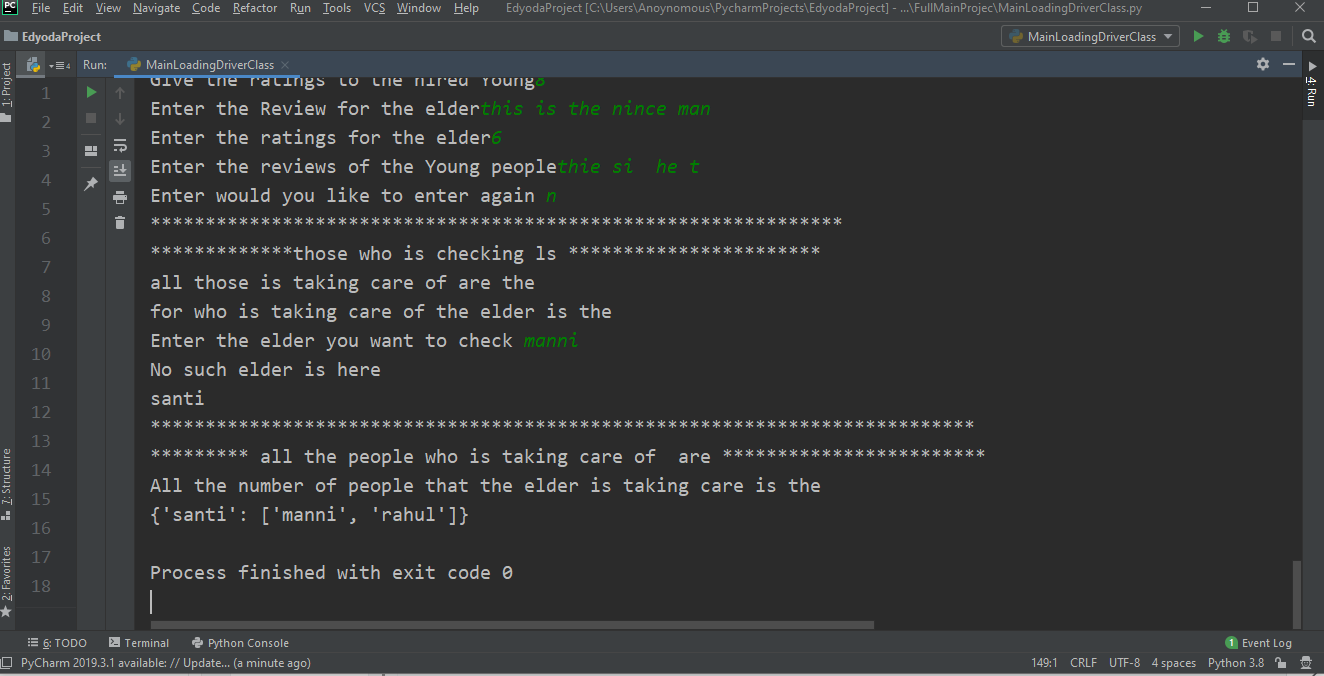 PC File Edit View Navigate Code Refactor Run Tools VCS Window Help EdyodaProject [C:\Users\Anoynomous\PycharmProjects\EdyodaProject] - ...\FullMainProjec\MainLoadingDriverClass.py
EdyodaProject MainLoadingDriverClass
Run: MainLoadingDriverClass
1: Project
4: Run
7: Structure
2: Favorites
4
1
2
3
4
5
6
7
8
9
10
11
12
13
14
15
16
17
18
Give the ratings to the hired Young8
Enter the Review for the elderthis is the nince man
Enter the ratings for the elder6
Enter the reviews of the Young peoplethie si  he t
Enter would you like to enter again n
***************************************************************
*************those who is checking ls ***********************
all those is taking care of are the
for who is taking care of the elder is the
Enter the elder you want to check manni
No such elder is here
santi
***************************************************************************
********* all the people who is taking care of  are ************************
All the number of people that the elder is taking care is the
{'santi': ['manni', 'rahul']}
Process finished with exit code 0
6: TODO Terminal Python Console 1 Event Log
PyCharm 2019.3.1 available: // Update... (a minute ago) 149:1 CRLF UTF-8 4 spaces Python 3.8